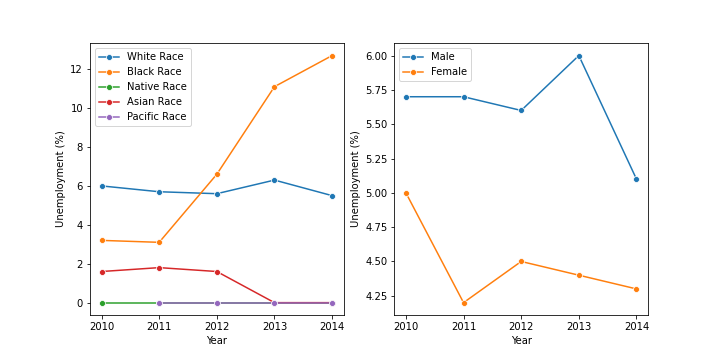 White Race
Black Race
Native Race
Asian Race
Pacific Race
Unemployment (%)
12
10
8
6
4
2
0
2010 2011 2012 2013 2014
Year
Male
Female
Unemployment (%)
6.00
5.75
5.50
5.25
5.00
4.75
4.50
4.25
2010 2011 2012 2013 2014
Year